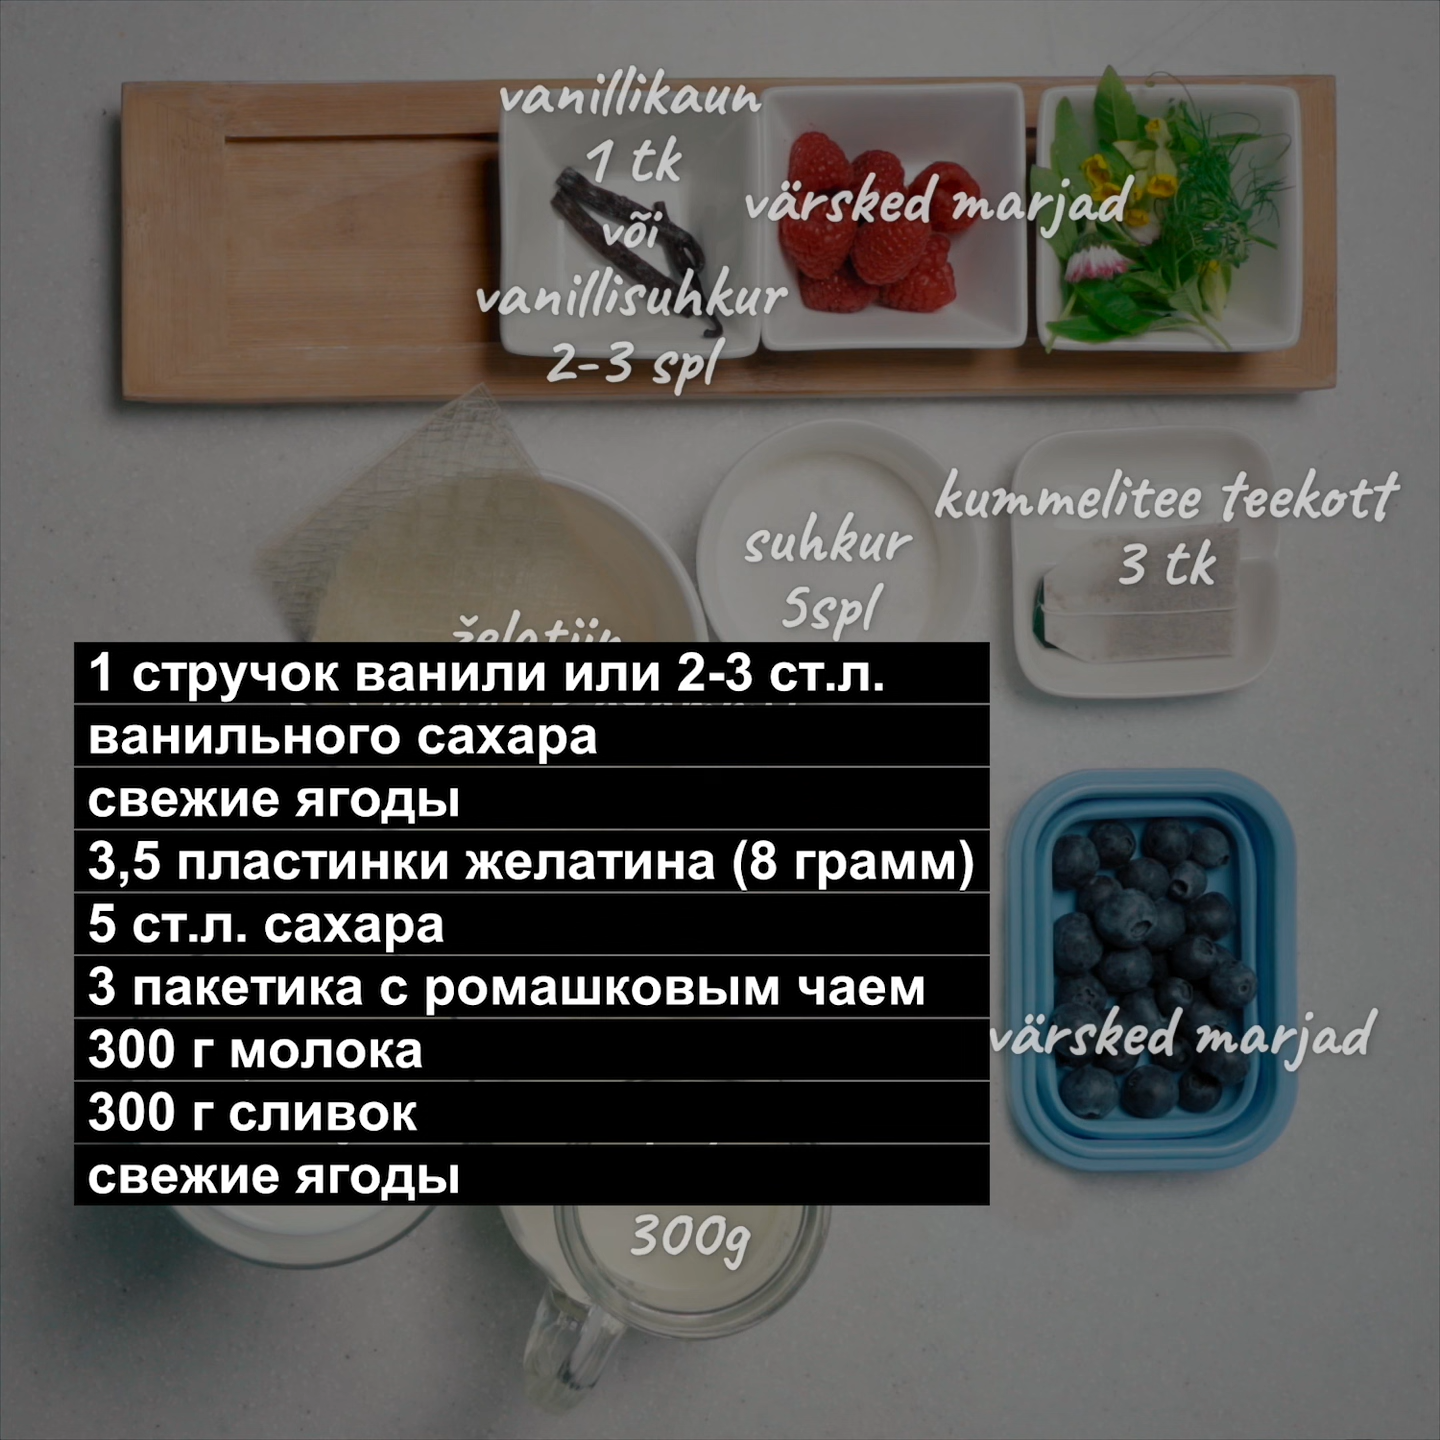 vanillikaun
1 tk
või
vanillisuhkur
2-3 spl
värsked marjad
kummelitee teekott
3 tk
suhkur
5spl
želatiin
1 стручок ванили или 2-3 ст.л.
ванильного сахара
свежие ягоды
3,5 пластинки желатина (8 грамм)
5 ст.л. сахара
3 пакетика с ромашковым чаем
300 г молока
300 г сливок
свежие ягоды
värsked marjad
300g